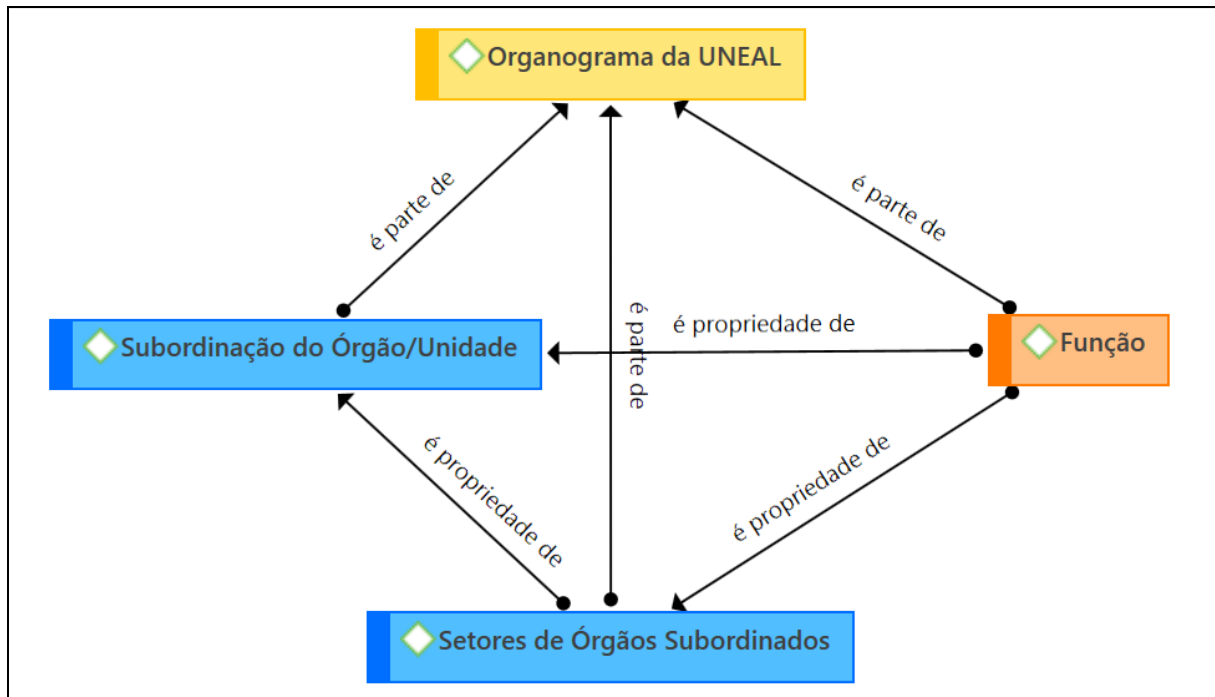 Organograma da UNEAL
é parte de
é parte de
é parte de
é propriedade de
Subordinação do Órgão/Unidade
Função
é propriedade de
é propriedade de
Setores de Órgãos Subordinados